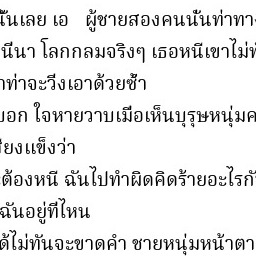 นั้นเลย เอ ผู้ชายสองคนนั้นท่าทาง
นีนา โลกกลมจริงๆ เธอหนีเขาไม่
ท่าจะวิ่งเอาด้วยซ้ำ
บอก ใจหายวาบเมื่อเห็นบุรุษหนุ่ม
เสียงแข็งว่า
จะต้องหนี ฉันไปทำผิดคิดร้ายอะไร
ฉันอยู่ที่ไหน
ได้ไม่ทันจะขาดคำ ชายหนุ่มหน้าตา